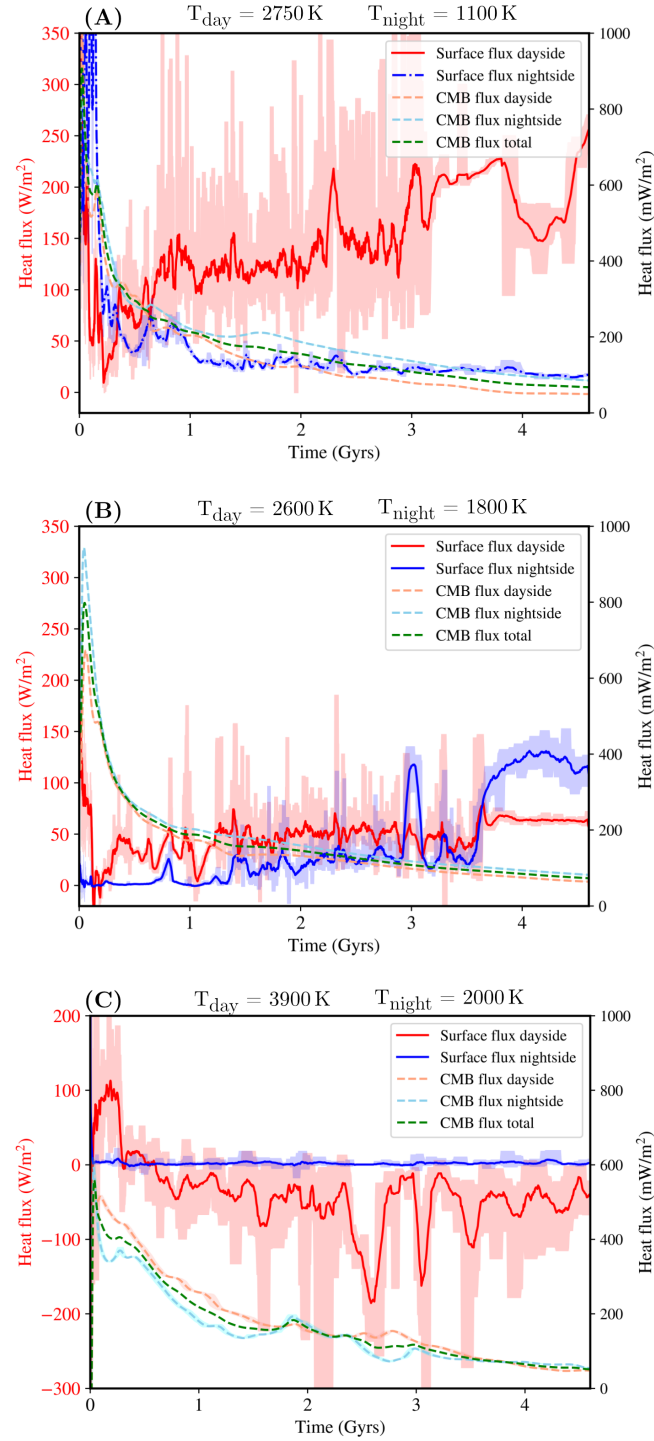 (A) T_day = 2750 K T_night = 1100 K
350
300
250
200
150
100
50
0
Heat flux (W/m²)
Surface flux dayside
Surface flux nightside
CMB flux dayside
CMB flux nightside
CMB flux total
1000
800
600
400
200
0
Heat flux (mW/m²)
0 1 2 3 4
Time (Gyrs)
(B) T_day = 2600 K T_night = 1800 K
350
300
250
200
150
100
50
0
Heat flux (W/m²)
Surface flux dayside
Surface flux nightside
CMB flux dayside
CMB flux nightside
CMB flux total
1000
800
600
400
200
0
Heat flux (mW/m²)
0 1 2 3 4
Time (Gyrs)
(C) T_day = 3900 K T_night = 2000 K
200
100
0
−100
−200
−300
Heat flux (W/m²)
Surface flux dayside
Surface flux nightside
CMB flux dayside
CMB flux nightside
CMB flux total
1000
800
600
400
200
0
Heat flux (mW/m²)
0 1 2 3 4
Time (Gyrs)